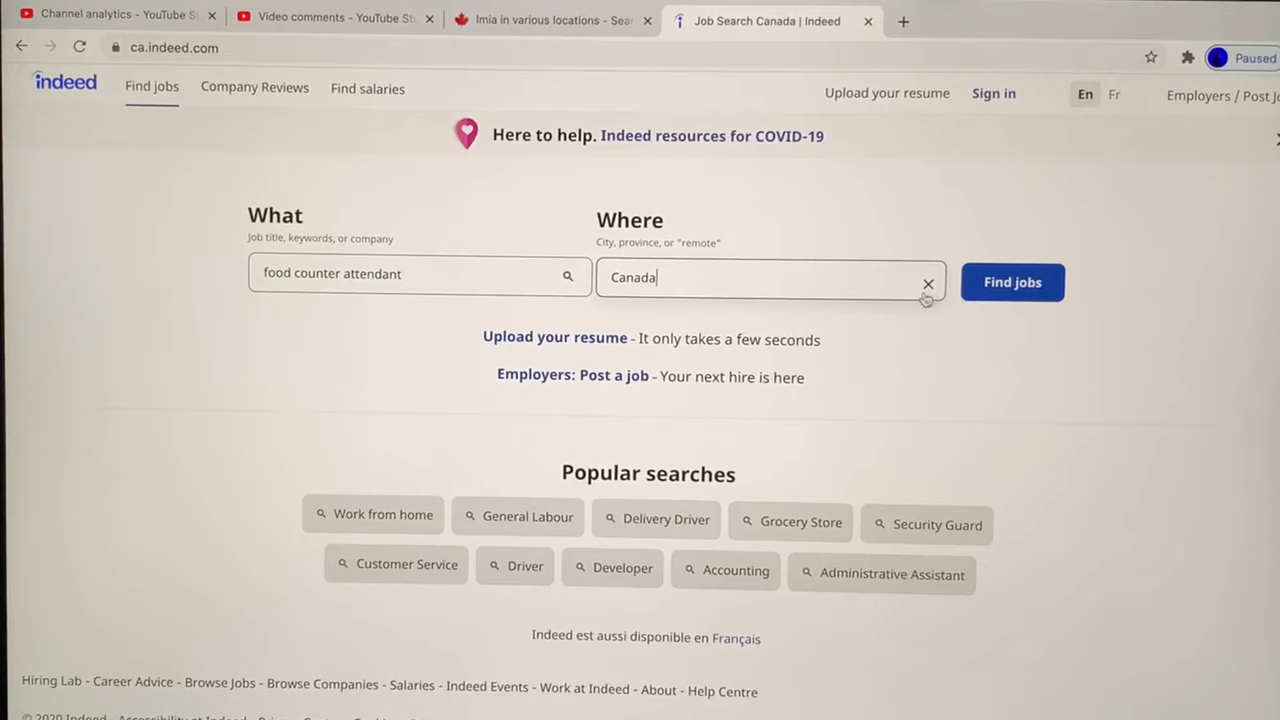 Channel analytics - YouTube S
Video comments - YouTube St
lmia in various locations - Sear
Job Search Canada | Indeed
ca.indeed.com
Paused
indeed
Find jobs
Company Reviews
Find salaries
Upload your resume
Sign in
En
Fr
Employers / Post Jo
Here to help. Indeed resources for COVID-19
What
Job title, keywords, or company
food counter attendant
Where
City, province, or "remote"
Canada
Find jobs
Upload your resume - It only takes a few seconds
Employers: Post a job - Your next hire is here
Popular searches
Work from home
General Labour
Delivery Driver
Grocery Store
Security Guard
Customer Service
Driver
Developer
Accounting
Administrative Assistant
Indeed est aussi disponible en Français
Hiring Lab - Career Advice - Browse Jobs - Browse Companies - Salaries - Indeed Events - Work at Indeed - About - Help Centre
© 2020 Indeed - Accessibility at Indeed